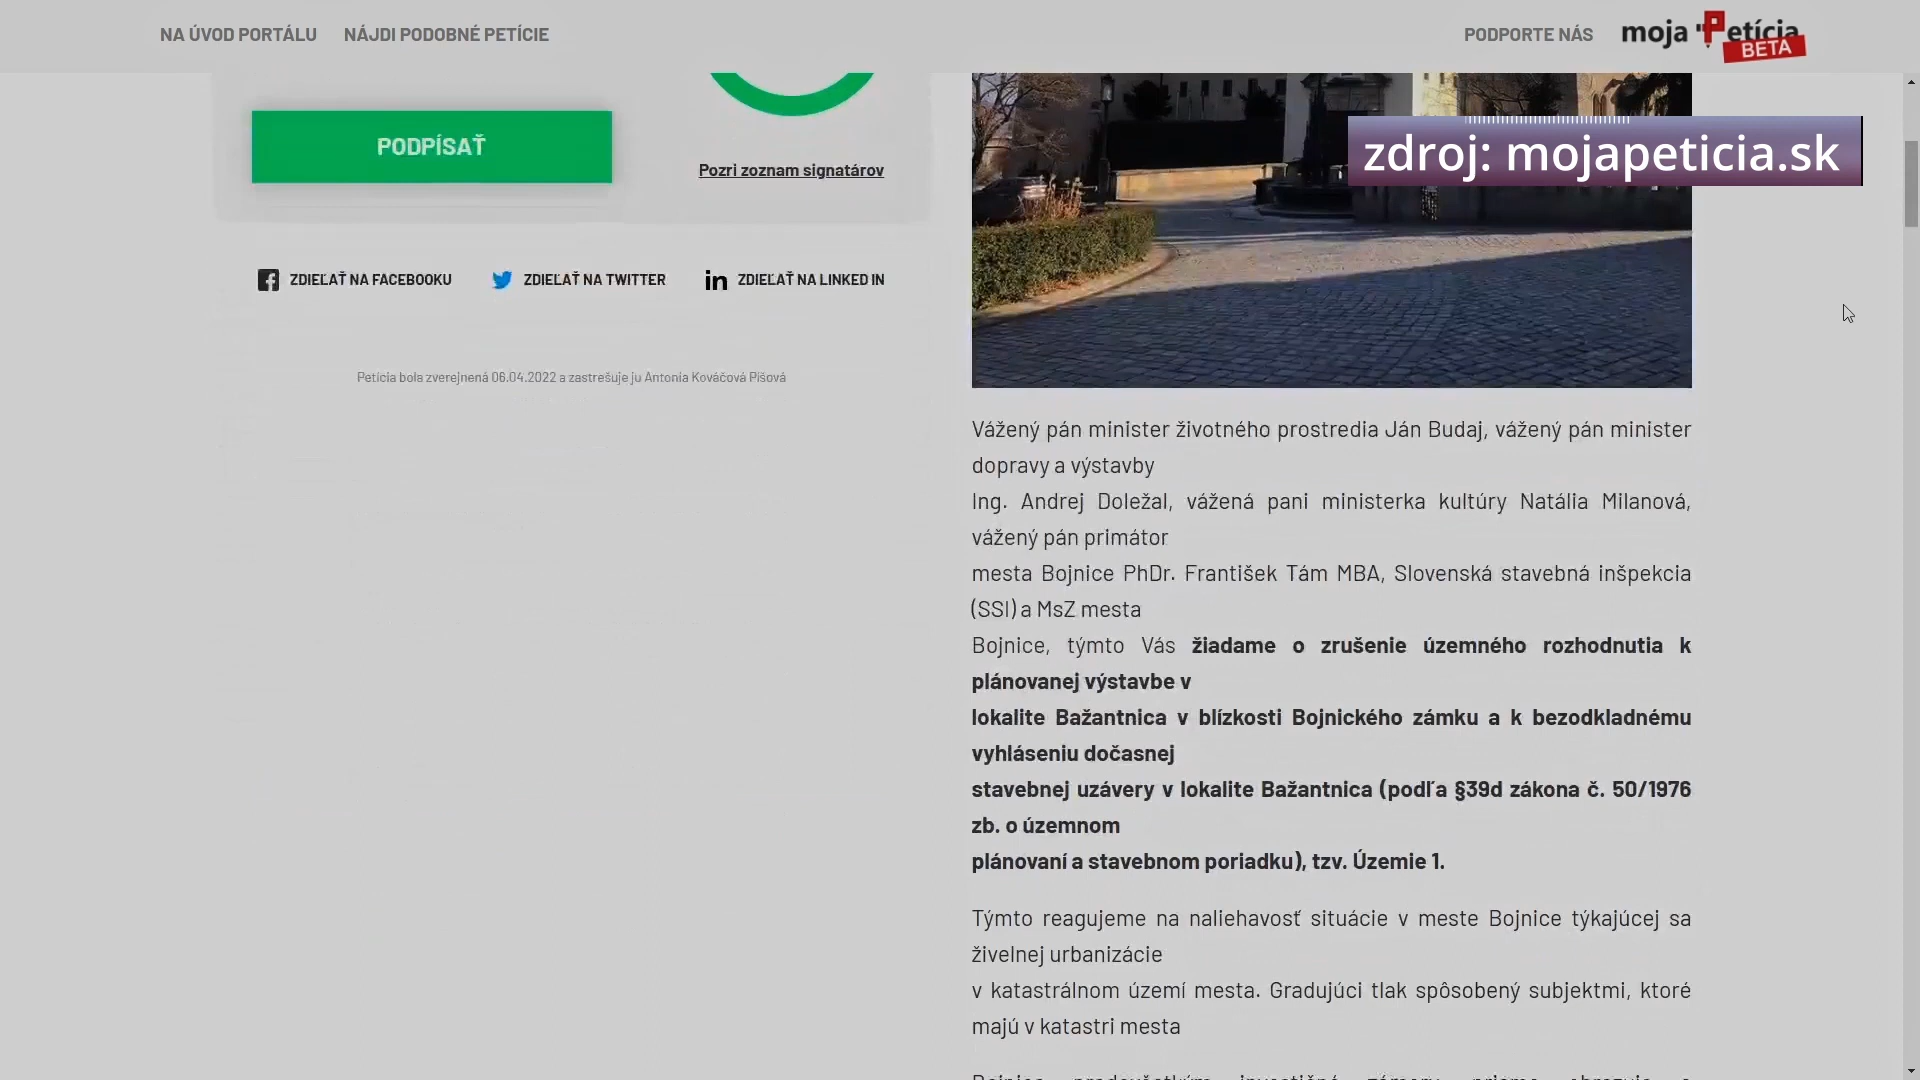 NA ÚVOD PORTÁLU NÁJDI PODOBNÉ PETÍCIE PODPORTE NÁS moja Petícia
BETA
PODPÍSAŤ
Pozri zoznam signatárov
zdroj: mojapeticia.sk
ZDIEĽAŤ NA FACEBOOKU ZDIEĽAŤ NA TWITTER in ZDIEĽAŤ NA LINKED IN
Petícia bola zverejnená 06.04.2022 a zastrešuje ju Antonia Kováčová Píšová
Vážený pán minister životného prostredia Ján Budaj, vážený pán minister
dopravy a výstavby
Ing. Andrej Doležal, vážená pani ministerka kultúry Natália Milanová,
vážený pán primátor
mesta Bojnice PhDr. František Tám MBA, Slovenská stavebná inšpekcia
(SSI) a MsZ mesta
Bojnice, týmto Vás žiadame o zrušenie územného rozhodnutia k
plánovanej výstavbe v
lokalite Bažantnica v blízkosti Bojnického zámku a k bezodkladnému
vyhláseniu dočasnej
stavebnej uzávery v lokalite Bažantnica (podľa §39d zákona č. 50/1976
zb. o územnom
plánovaní a stavebnom poriadku), tzv. Územie 1.
Týmto reagujeme na naliehavosť situácie v meste Bojnice týkajúcej sa
živelnej urbanizácie
v katastrálnom území mesta. Gradujúci tlak spôsobený subjektmi, ktoré
majú v katastri mesta